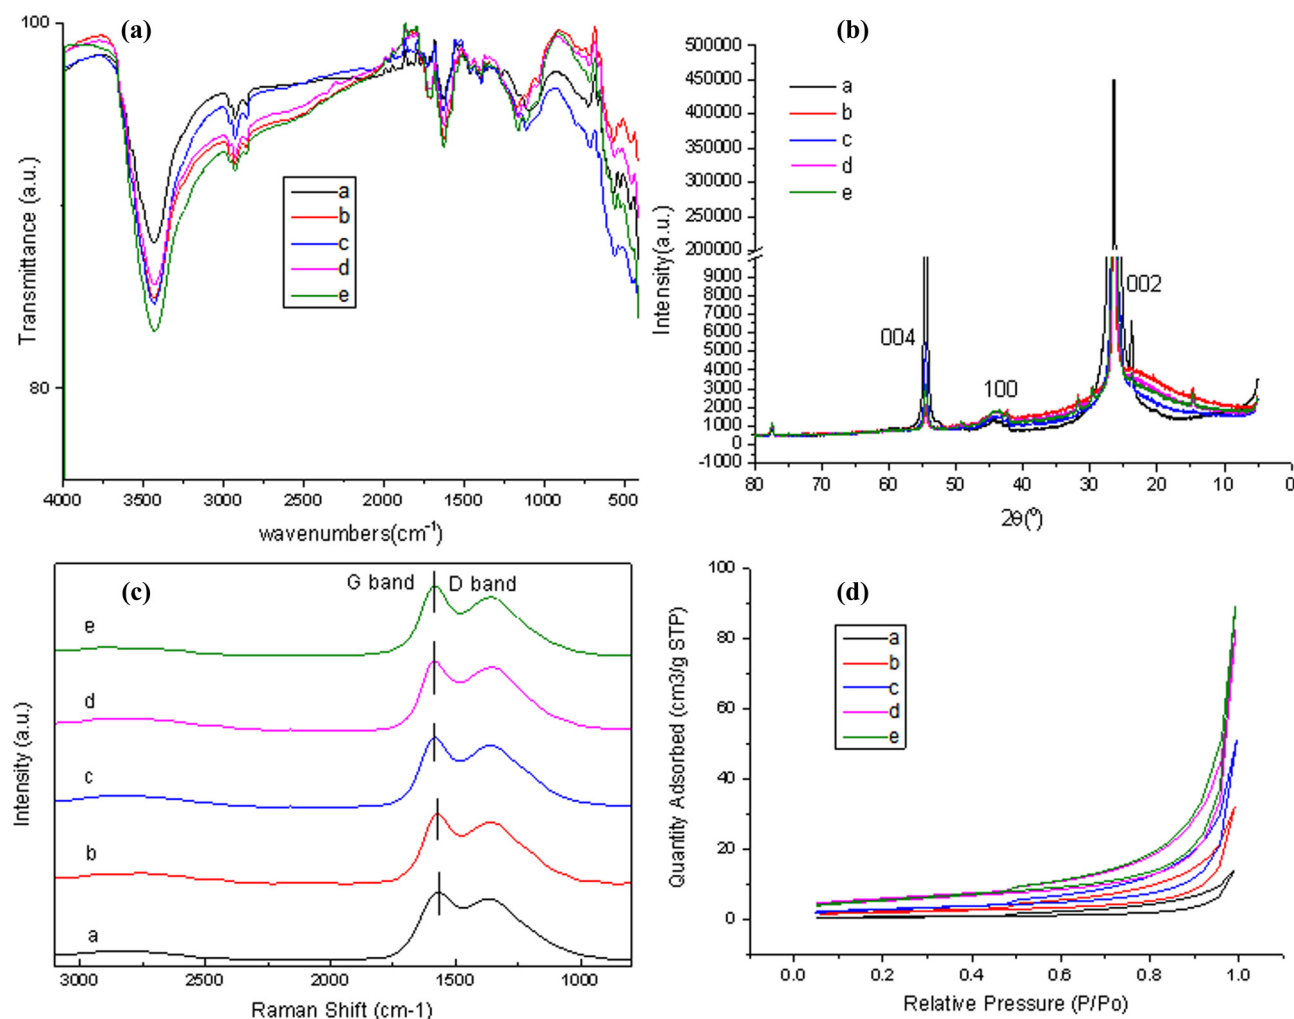 (a)
100
80
Transmittance (a.u.)
a
b
c
d
e
4000 3500 3000 2500 2000 1500 1000 500
wavenumbers(cm-1)
(b)
500000
450000
400000
350000
300000
250000
200000
9000
8000
7000
6000
5000
4000
3000
2000
1000
0
-1000
Intensity(a.u.)
a
b
c
d
e
002
004
100
80 70 60 50 40 30 20 10 0
2θ(°)
(c)
G band D band
e
d
c
b
a
Intensity (a.u.)
3000 2500 2000 1500 1000
Raman Shift (cm-1)
(d)
100
80
60
40
20
0
Quantity Adsorbed (cm3/g STP)
a
b
c
d
e
0.0 0.2 0.4 0.6 0.8 1.0
Relative Pressure (P/Po)